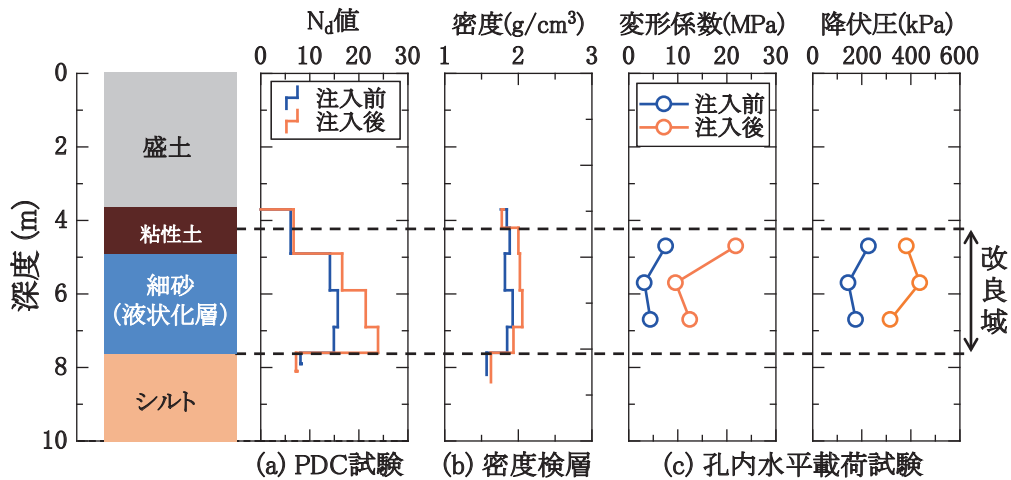 N_d値
密度(g/cm³)
変形係数(MPa)
降伏圧(kPa)
0 10 20 30
1 2 3
0 10 20 30
0 200 400 600
注入前
注入後
注入前
注入後
深度 (m)
0
2
4
6
8
10
盛土
粘性土
細砂
(液状化層)
シルト
改良域
(a) PDC試験
(b) 密度検層
(c) 孔内水平載荷試験